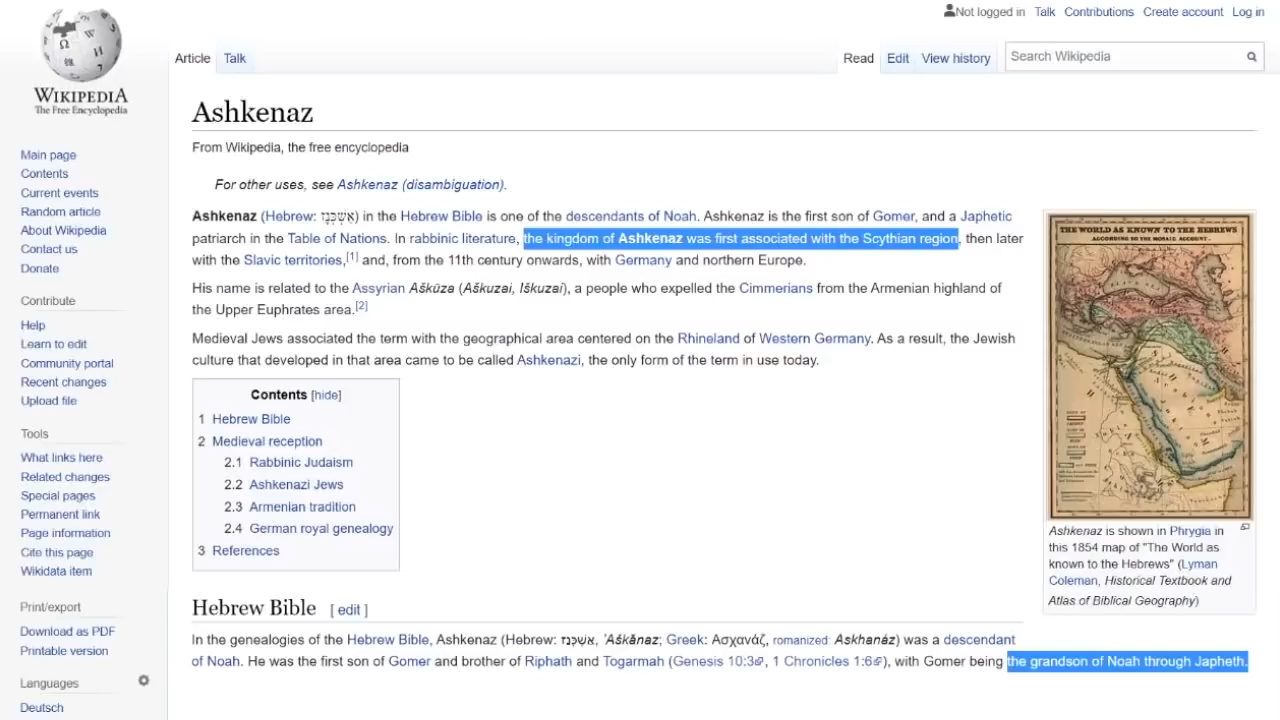 Not logged in Talk Contributions Create account Log in
WIKIPEDIA
The Free Encyclopedia
Article Talk
Read Edit View history
Search Wikipedia
Main page
Contents
Current events
Random article
About Wikipedia
Contact us
Donate
Contribute
Help
Learn to edit
Community portal
Recent changes
Upload file
Tools
What links here
Related changes
Special pages
Permanent link
Page information
Cite this page
Wikidata item
Print/export
Download as PDF
Printable version
Languages
Deutsch
Ashkenaz
From Wikipedia, the free encyclopedia
For other uses, see Ashkenaz (disambiguation).
Ashkenaz (Hebrew: אַשְׁכְּנָז) in the Hebrew Bible is one of the descendants of Noah. Ashkenaz is the first son of Gomer, and a Japhetic
patriarch in the Table of Nations. In rabbinic literature, the kingdom of Ashkenaz was first associated with the Scythian region, then later
with the Slavic territories,[1] and, from the 11th century onwards, with Germany and northern Europe.
His name is related to the Assyrian Aškūza (Aškuzai, Iškuzai), a people who expelled the Cimmerians from the Armenian highland of
the Upper Euphrates area.[2]
Medieval Jews associated the term with the geographical area centered on the Rhineland of Western Germany. As a result, the Jewish
culture that developed in that area came to be called Ashkenazi, the only form of the term in use today.
Contents [hide]
1 Hebrew Bible
2 Medieval reception
2.1 Rabbinic Judaism
2.2 Ashkenazi Jews
2.3 Armenian tradition
2.4 German royal genealogy
3 References
THE WORLD AS KNOWN TO THE HEBREWS
ACCORDING TO THE MOSAIC ACCOUNT.
Ashkenaz is shown in Phrygia in
this 1854 map of "The World as
known to the Hebrews" (Lyman
Coleman, Historical Textbook and
Atlas of Biblical Geography)
Hebrew Bible [ edit ]
In the genealogies of the Hebrew Bible, Ashkenaz (Hebrew: אַשְׁכְּנַז, 'Aškănaz; Greek: Ασχανάζ, romanized: Askhanáz) was a descendant
of Noah. He was the first son of Gomer and brother of Riphath and Togarmah (Genesis 10:3, 1 Chronicles 1:6), with Gomer being the grandson of Noah through Japheth.